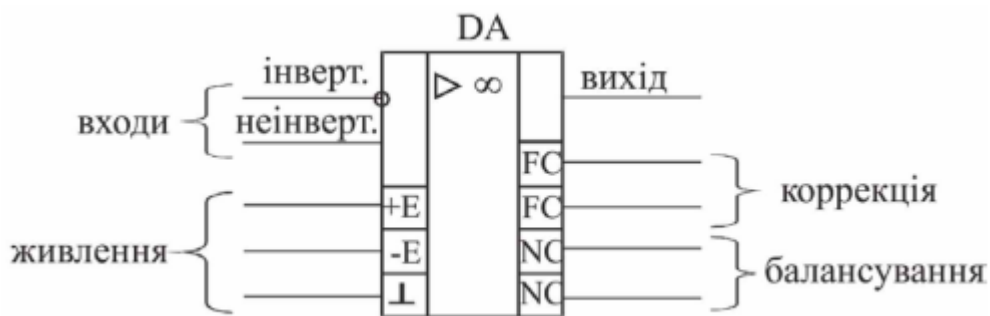 DA
інверт.
▷ ∞
вихід
входи
неінверт.
FC
+E
FC
коррекція
живлення
-E
NC
балансування
⊥
NC